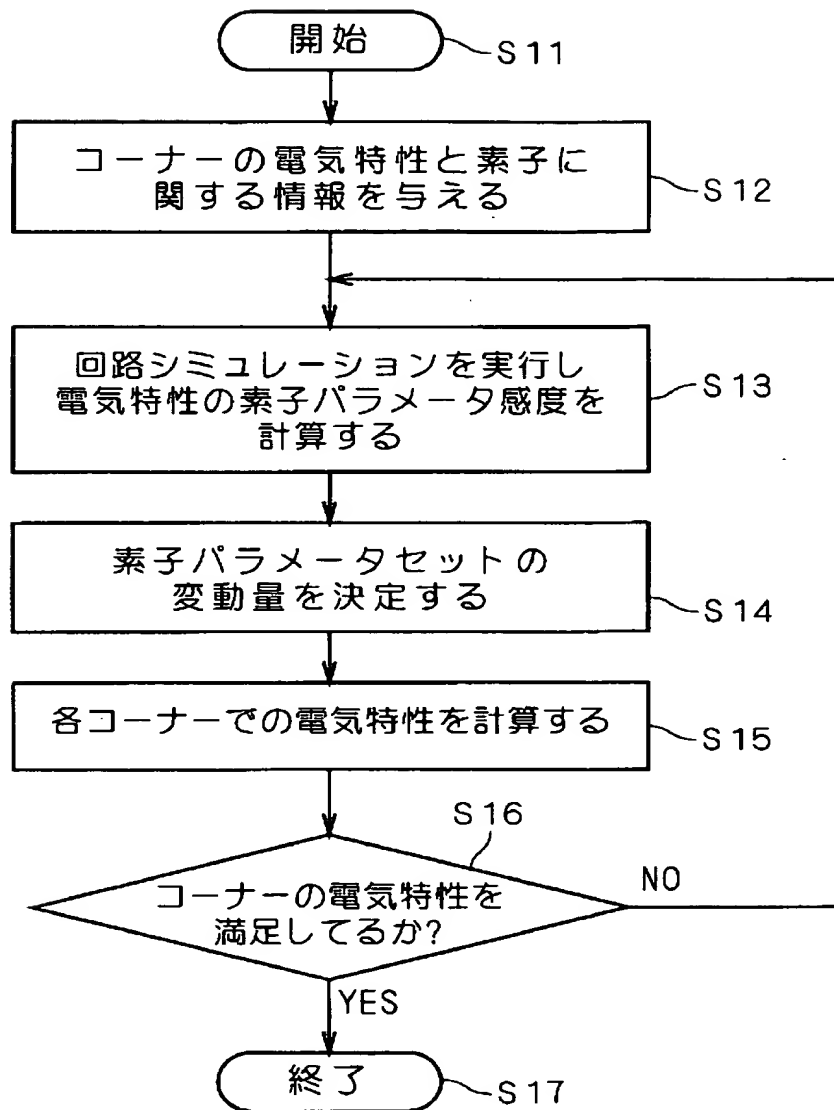 開始
S11
コーナーの電気特性と素子に
関する情報を与える
S12
回路シミュレーションを実行し
電気特性の素子パラメータ感度を
計算する
S13
素子パラメータセットの
変動量を決定する
S14
各コーナーでの電気特性を計算する
S15
S16
コーナーの電気特性を
満足してるか?
NO
YES
終了
S17